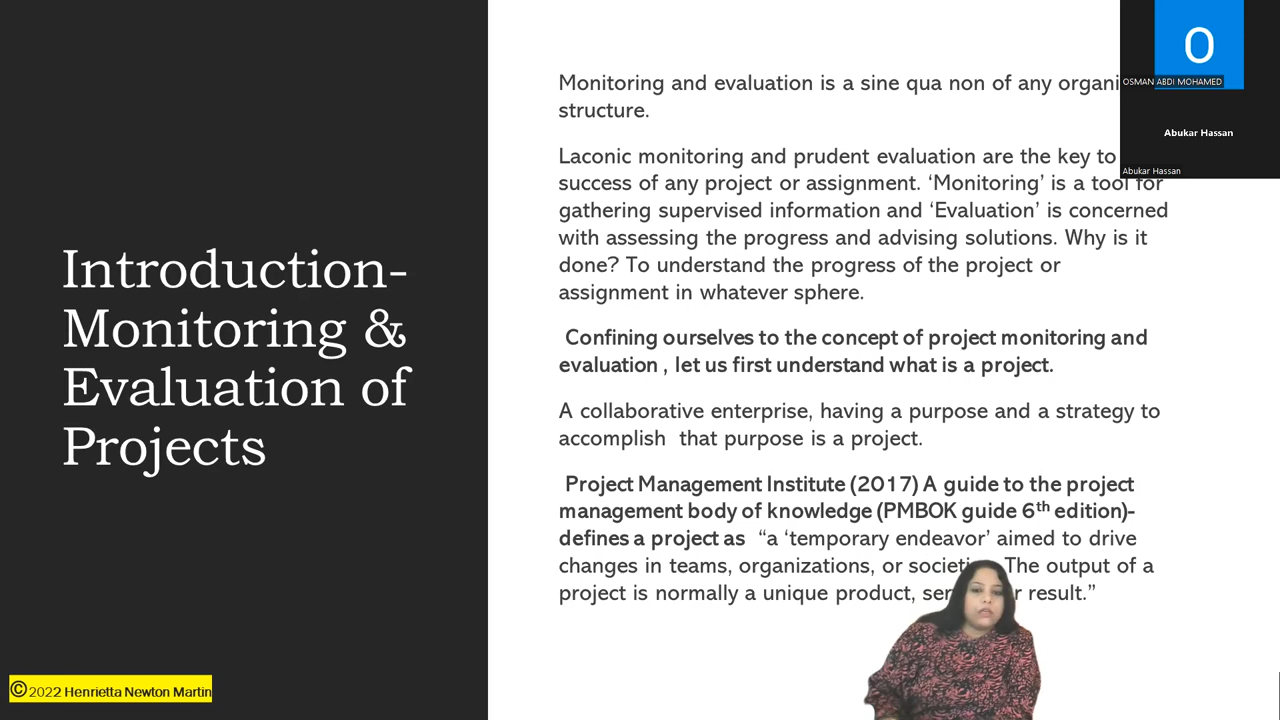 Introduction-
Monitoring &
Evaluation of
Projects
Monitoring and evaluation is a sine qua non of any
structure.
Laconic monitoring and prudent evaluation are the key to
success of any project or assignment. ‘Monitoring’ is a tool for
gathering supervised information and ‘Evaluation’ is concerned
with assessing the progress and advising solutions. Why is it
done? To understand the progress of the project or
assignment in whatever sphere.
Confining ourselves to the concept of project monitoring and
evaluation , let us first understand what is a project.
A collaborative enterprise, having a purpose and a strategy to
accomplish that purpose is a project.
Project Management Institute (2017) A guide to the project
management body of knowledge (PMBOK guide 6th edition)-
defines a project as “a ‘temporary endeavor’ aimed to drive
changes in teams, organizations, or The output of a
project is normally a unique product, result.”
©2022 Henrietta Newton Martin
O
OSMAN ABDI MOHAMED
Abukar Hassan
Abukar Hassan